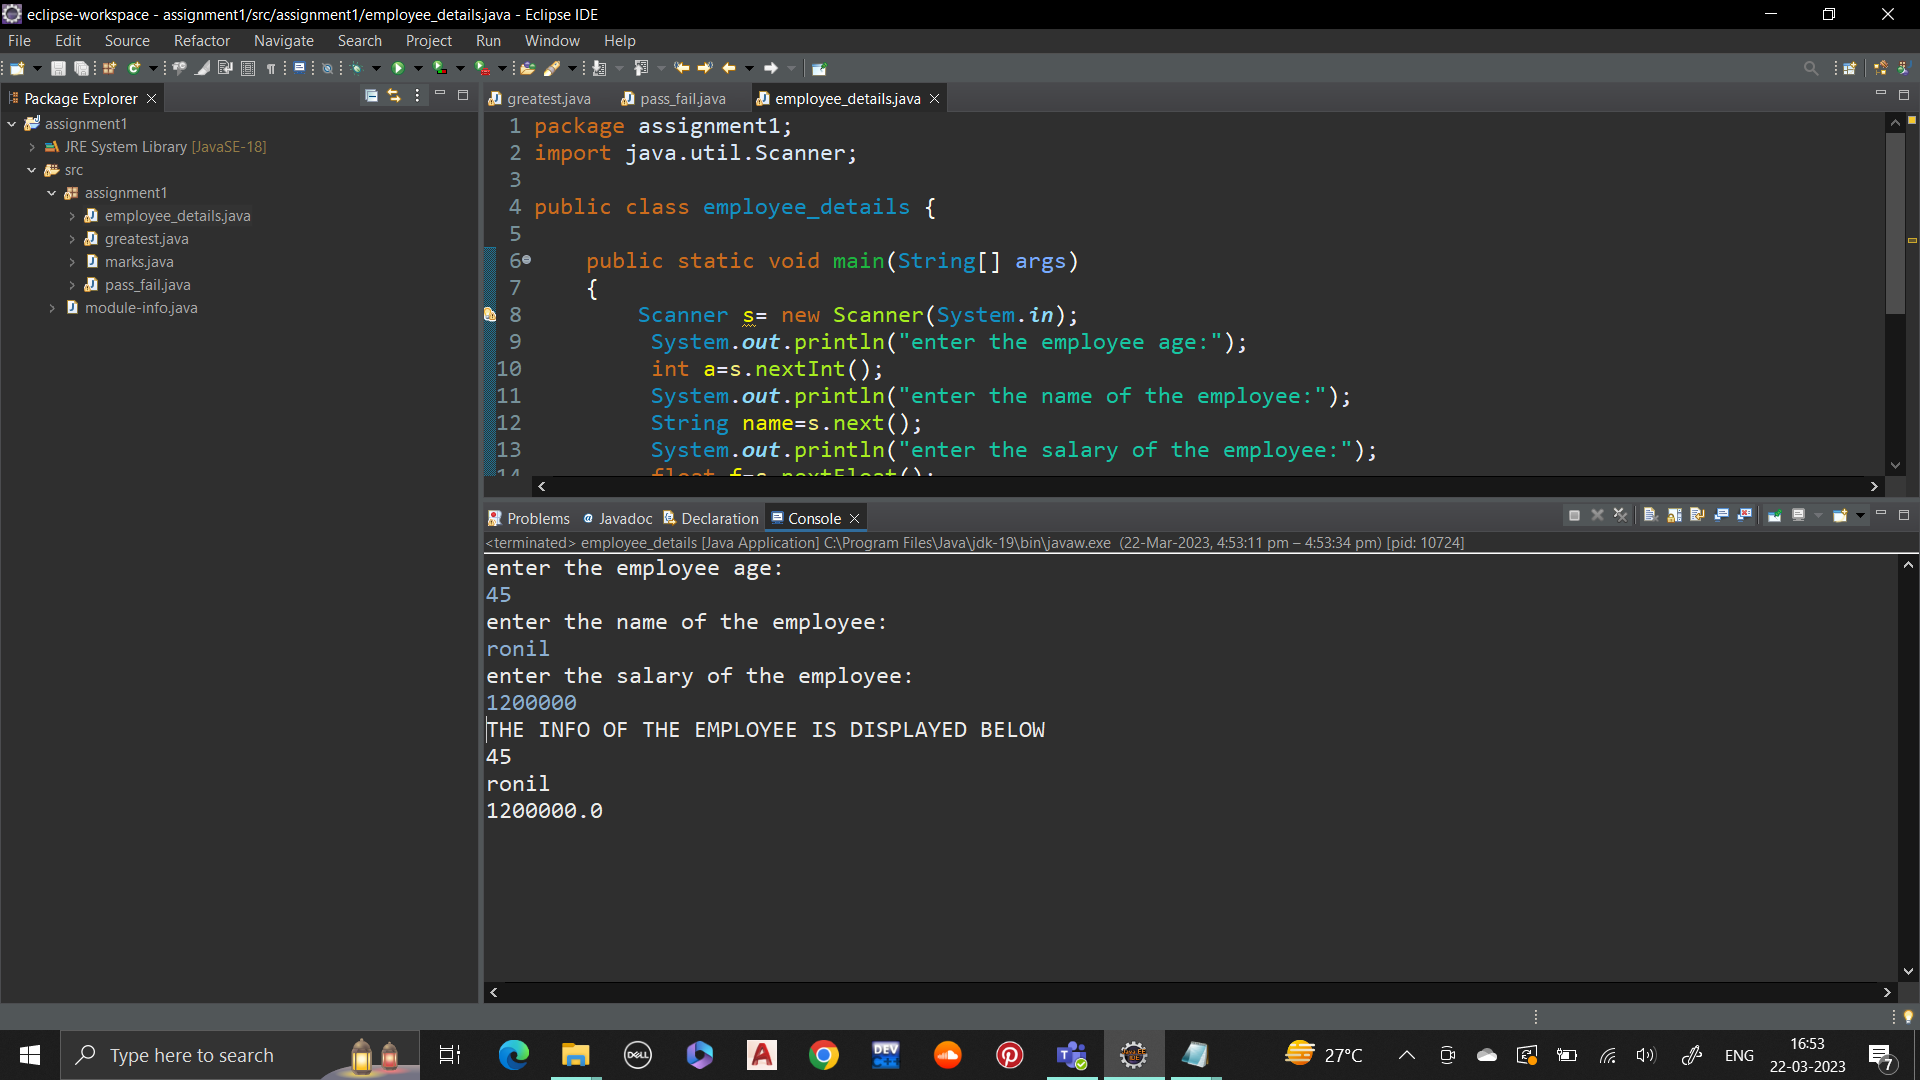 eclipse-workspace - assignment1/src/assignment1/employee_details.java - Eclipse IDE
File Edit Source Refactor Navigate Search Project Run Window Help
Package Explorer
assignment1
JRE System Library [JavaSE-18]
src
assignment1
employee_details.java
greatest.java
marks.java
pass_fail.java
module-info.java
greatest.java pass_fail.java employee_details.java
1 package assignment1;
2 import java.util.Scanner;
3
4 public class employee_details {
5
6 public static void main(String[] args)
7 {
8 Scanner s= new Scanner(System.in);
9 System.out.println("enter the employee age:");
10 int a=s.nextInt();
11 System.out.println("enter the name of the employee:");
12 String name=s.next();
13 System.out.println("enter the salary of the employee:");
14 float f=s.nextFloat();
Problems Javadoc Declaration Console
<terminated> employee_details [Java Application] C:\Program Files\Java\jdk-19\bin\javaw.exe (22-Mar-2023, 4:53:11 pm – 4:53:34 pm) [pid: 10724]
enter the employee age:
45
enter the name of the employee:
ronil
enter the salary of the employee:
1200000
THE INFO OF THE EMPLOYEE IS DISPLAYED BELOW
45
ronil
1200000.0
Type here to search
DELL
DEV
27°C
ENG
16:53
22-03-2023
7